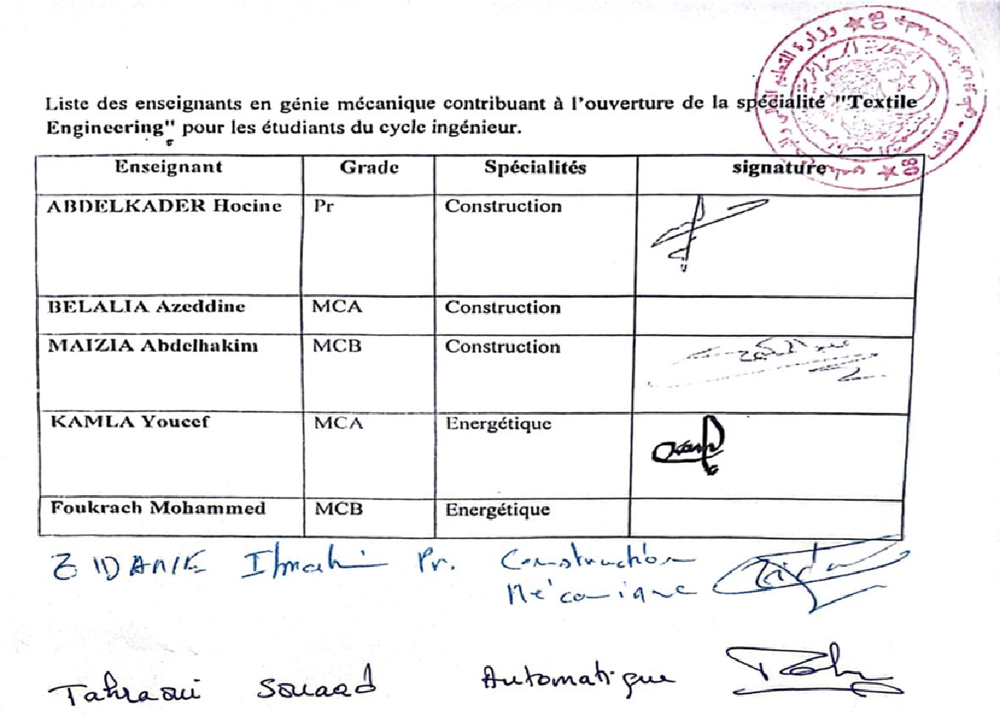 وزارة التعليم
Liste des enseignants en génie mécanique contribuant à l'ouverture de la spécialité "Textile
Engineering" pour les étudiants du cycle ingénieur.
Enseignant Grade Spécialités signature
ABDELKADER Hocine Pr Construction
BELALIA Azeddine MCA Construction
MAIZIA Abdelhakim MCB Construction
KAMLA Youcef MCA Energétique
Foukrach Mohammed MCB Energétique
ZIDANE Pr. Construction
Mécanique
Tahraoui Souaad Automatique